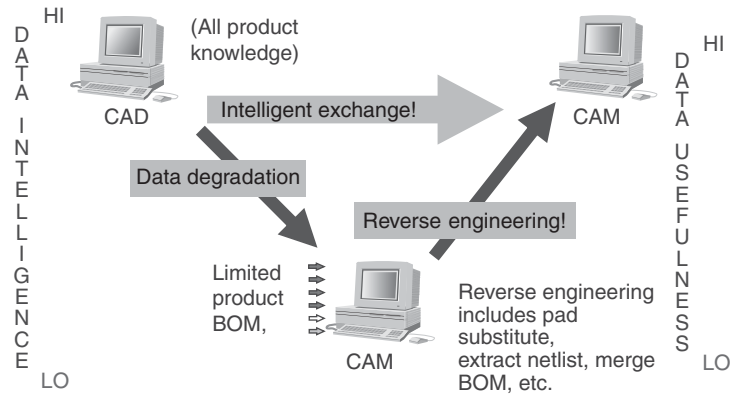 HI
DATA INTELLIGENCE
LO
(All product
knowledge)
CAD
Intelligent exchange!
CAM
HI
DATA USEFULNESS
LO
Data degradation
Reverse engineering!
Limited
product
BOM,
CAM
Reverse engineering
includes pad
substitute,
extract netlist, merge
BOM, etc.